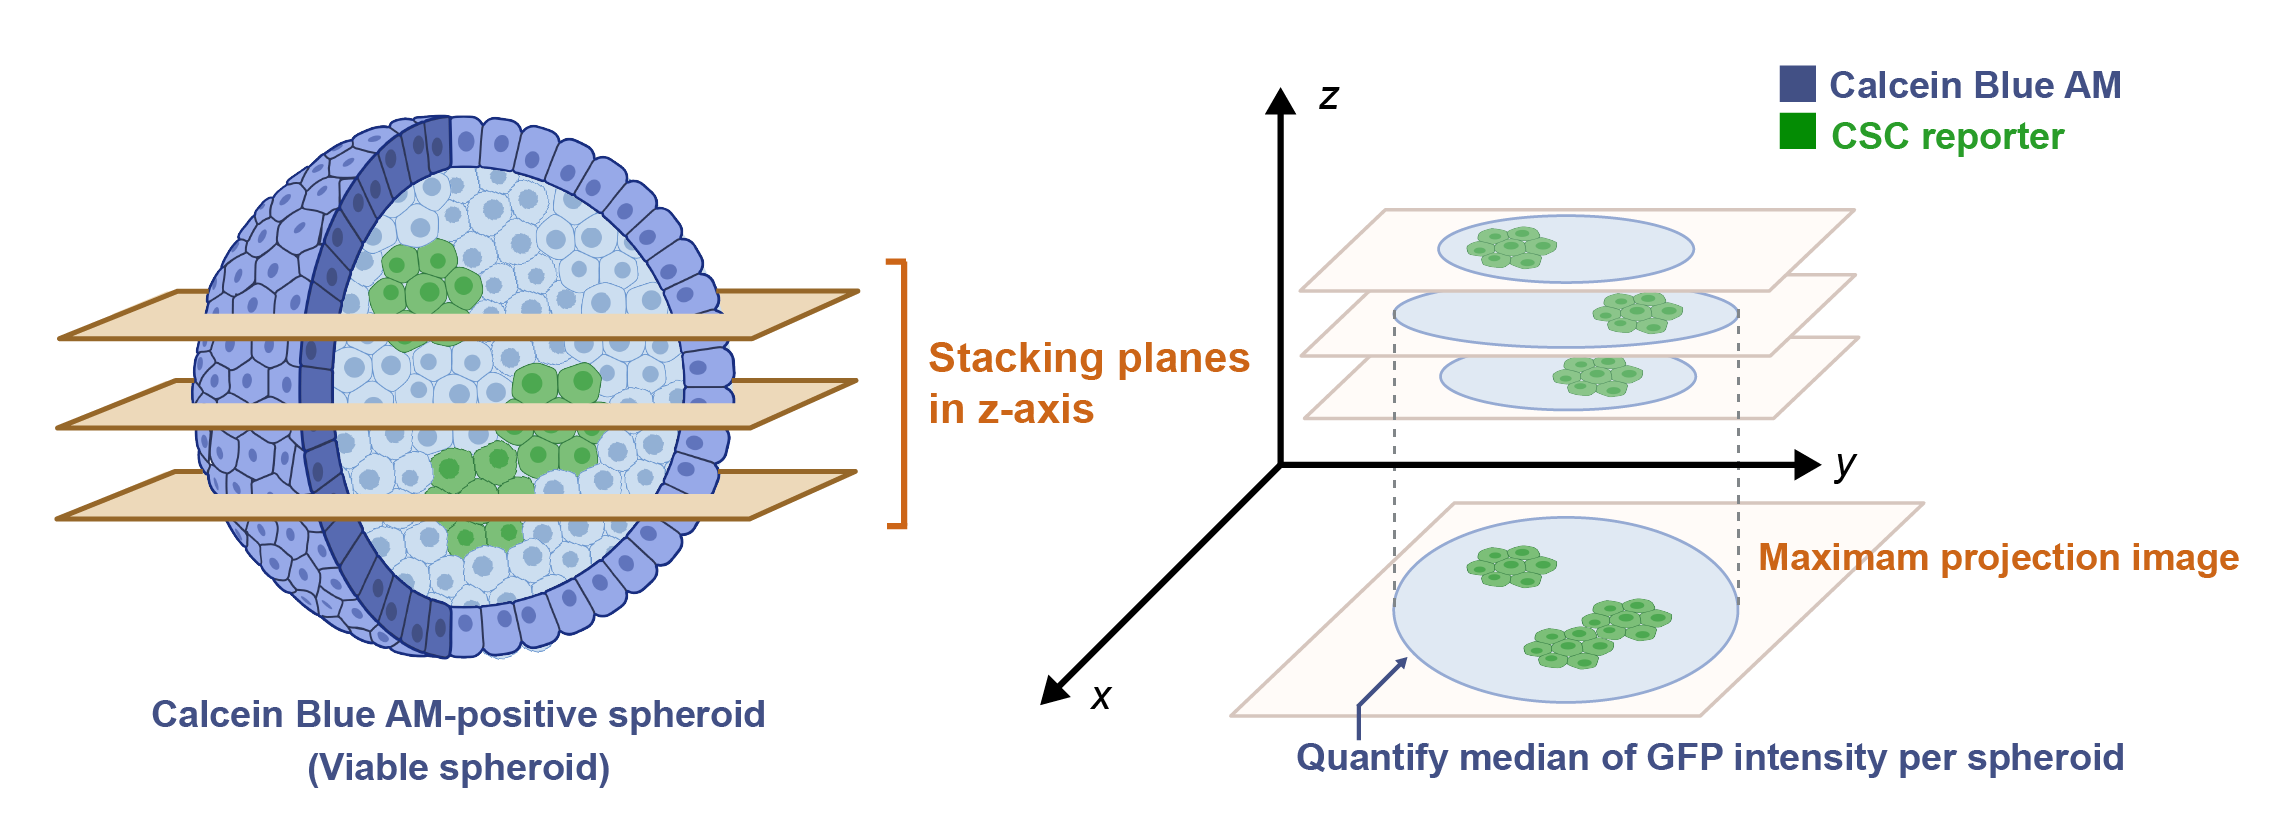 Calcein Blue AM-positive spheroid
(Viable spheroid)
Stacking planes
in z-axis
z
y
x
Calcein Blue AM
CSC reporter
Maximam projection image
Quantify median of GFP intensity per spheroid